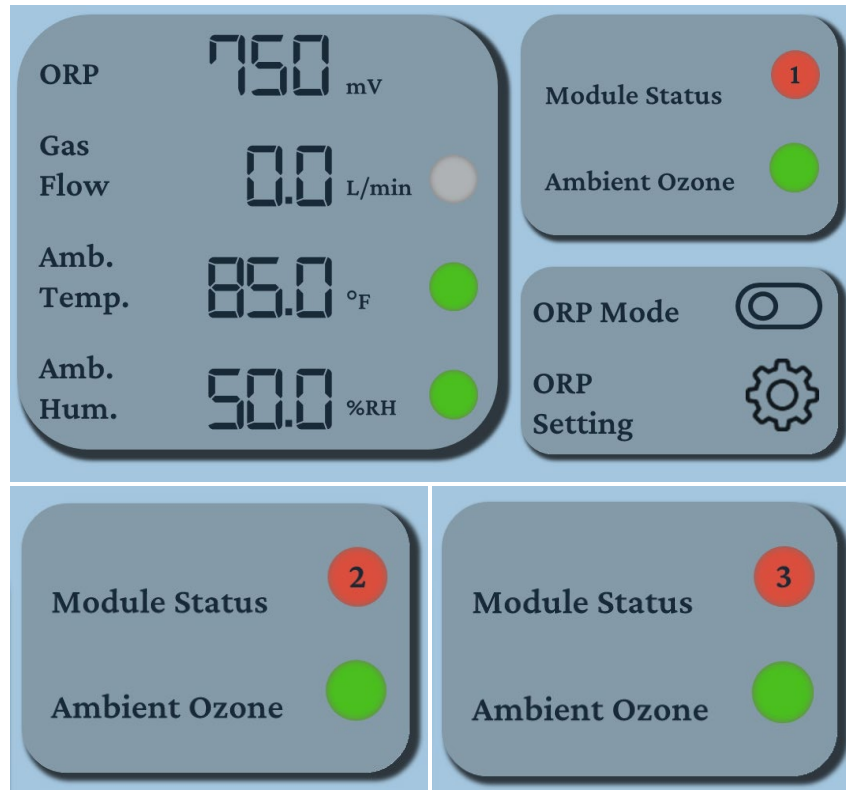 ORP 750 mV
Gas
Flow 0.0 L/min
Amb.
Temp. 85.0 °F
Amb.
Hum. 50.0 %RH
Module Status 1
Ambient Ozone
ORP Mode
ORP
Setting
Module Status 2
Ambient Ozone
Module Status 3
Ambient Ozone